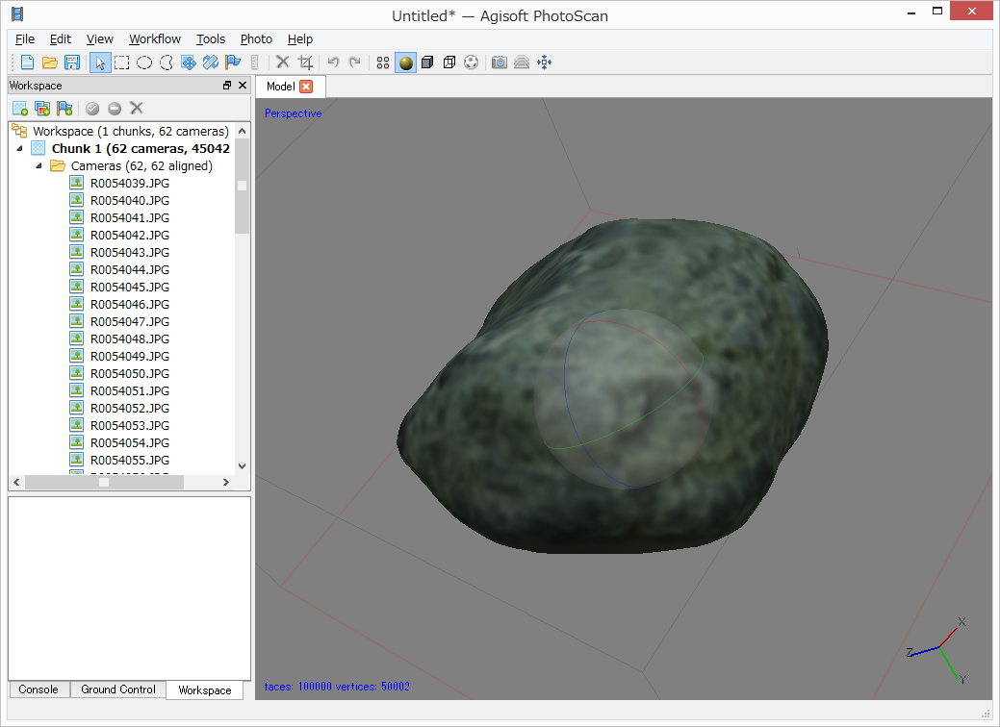 Untitled* — Agisoft PhotoScan
File Edit View Workflow Tools Photo Help
Workspace
Model
Perspective
Workspace (1 chunks, 62 cameras)
Chunk 1 (62 cameras, 45042
Cameras (62, 62 aligned)
R0054039.JPG
R0054040.JPG
R0054041.JPG
R0054042.JPG
R0054043.JPG
R0054044.JPG
R0054045.JPG
R0054046.JPG
R0054047.JPG
R0054048.JPG
R0054049.JPG
R0054050.JPG
R0054051.JPG
R0054052.JPG
R0054053.JPG
R0054054.JPG
R0054055.JPG
X
Z
Y
faces: 100000 vertices: 50002
Console Ground Control Workspace